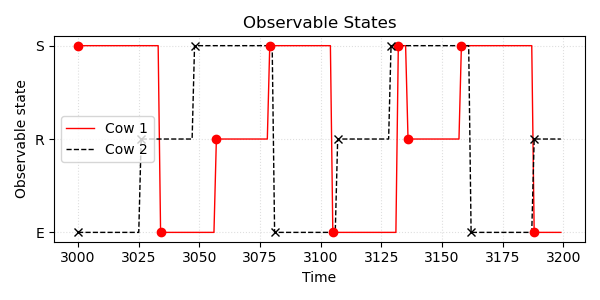 Observable States
Observable state
S
R
E
Cow 1
Cow 2
3000 3025 3050 3075 3100 3125 3150 3175 3200
Time